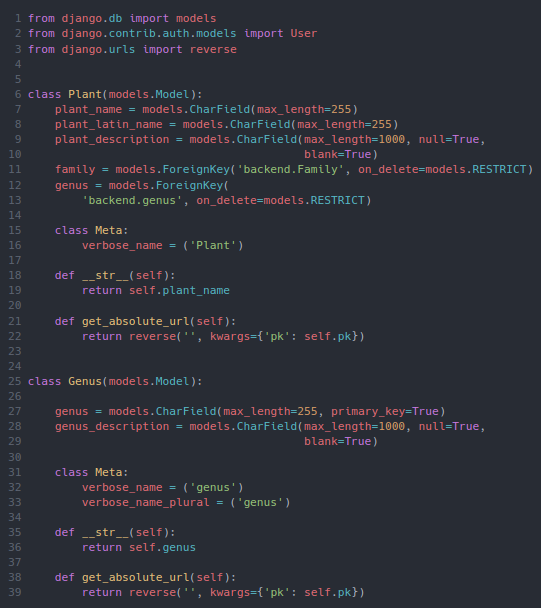 1 from django.db import models
2 from django.contrib.auth.models import User
3 from django.urls import reverse
4
5
6 class Plant(models.Model):
7     plant_name = models.CharField(max_length=255)
8     plant_latin_name = models.CharField(max_length=255)
9     plant_description = models.CharField(max_length=1000, null=True,
10                                          blank=True)
11     family = models.ForeignKey('backend.Family', on_delete=models.RESTRICT)
12     genus = models.ForeignKey(
13         'backend.genus', on_delete=models.RESTRICT)
14
15     class Meta:
16         verbose_name = ('Plant')
17
18     def __str__(self):
19         return self.plant_name
20
21     def get_absolute_url(self):
22         return reverse('', kwargs={'pk': self.pk})
23
24
25 class Genus(models.Model):
26
27     genus = models.CharField(max_length=255, primary_key=True)
28     genus_description = models.CharField(max_length=1000, null=True,
29                                          blank=True)
30
31     class Meta:
32         verbose_name = ('genus')
33         verbose_name_plural = ('genus')
34
35     def __str__(self):
36         return self.genus
37
38     def get_absolute_url(self):
39         return reverse('', kwargs={'pk': self.pk})